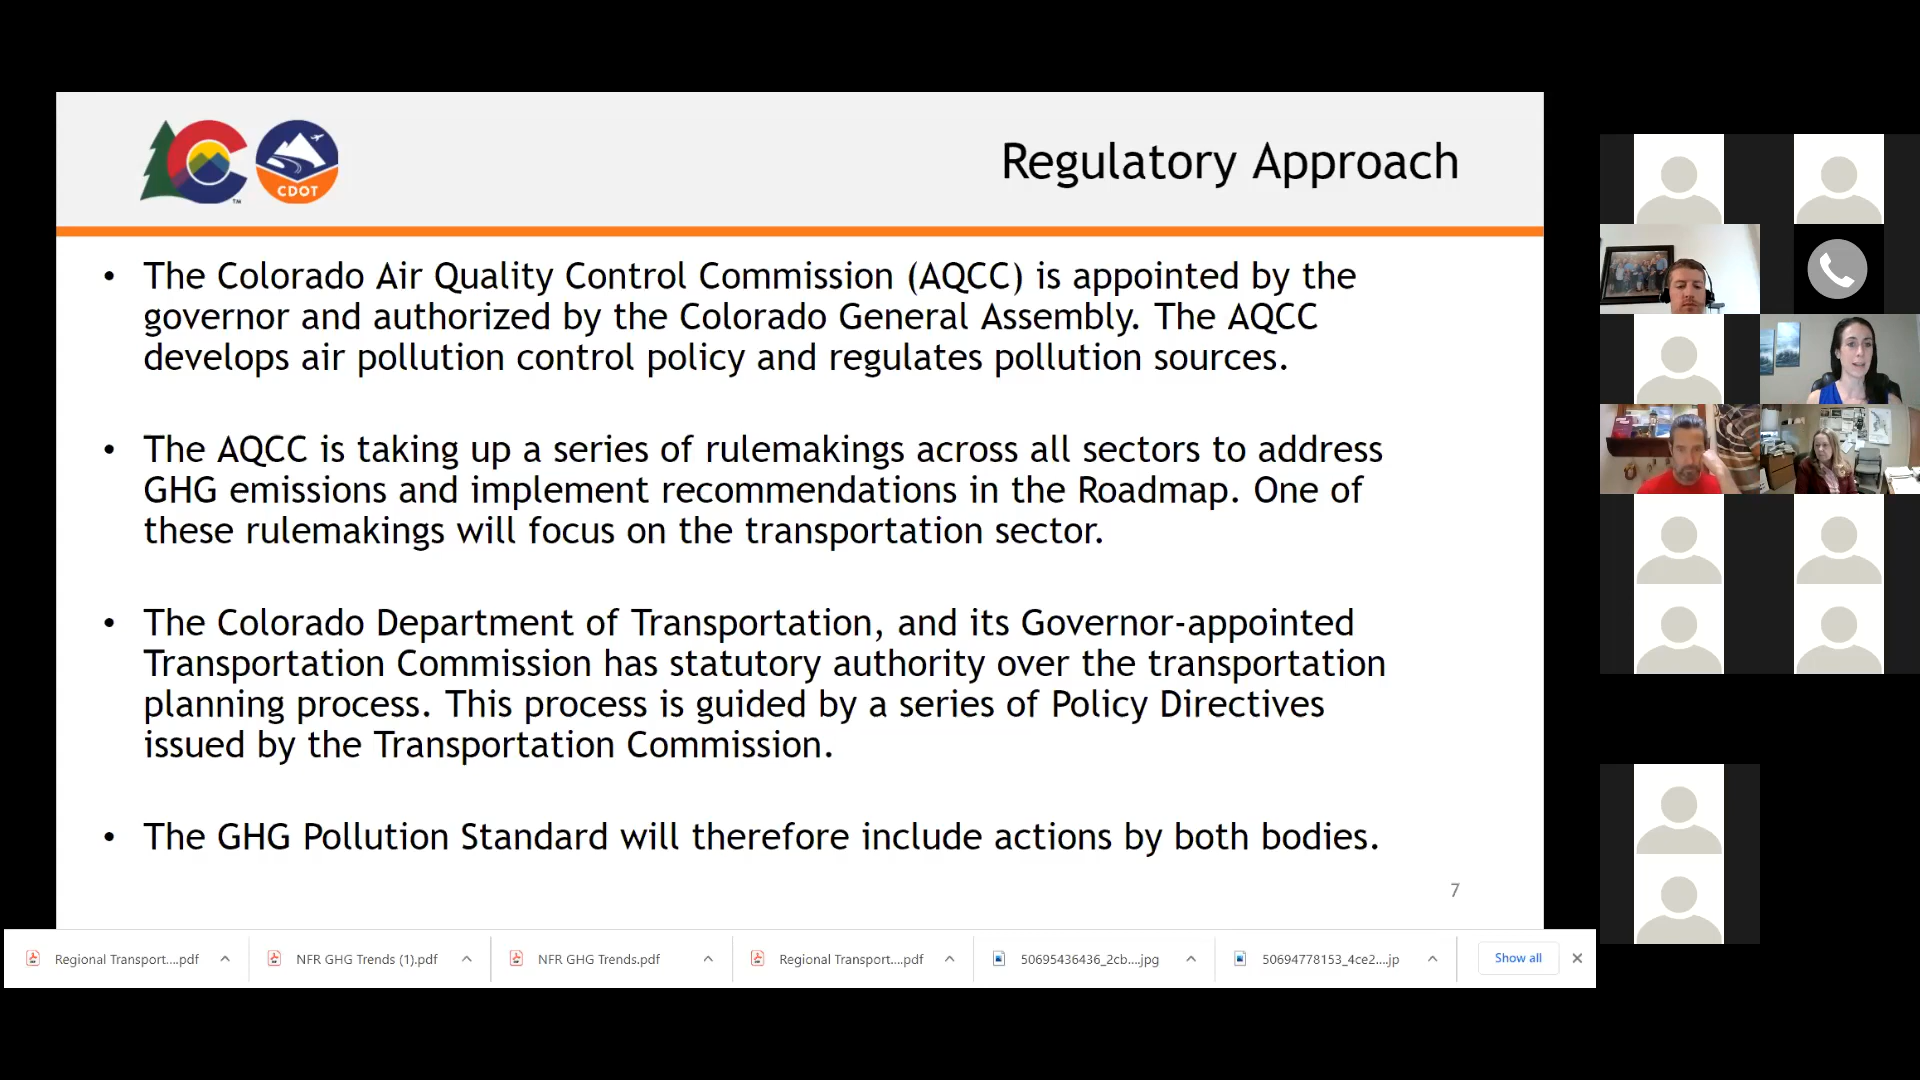 CDOT
TM
Regulatory Approach
• The Colorado Air Quality Control Commission (AQCC) is appointed by the
governor and authorized by the Colorado General Assembly. The AQCC
develops air pollution control policy and regulates pollution sources.
• The AQCC is taking up a series of rulemakings across all sectors to address
GHG emissions and implement recommendations in the Roadmap. One of
these rulemakings will focus on the transportation sector.
• The Colorado Department of Transportation, and its Governor-appointed
Transportation Commission has statutory authority over the transportation
planning process. This process is guided by a series of Policy Directives
issued by the Transportation Commission.
• The GHG Pollution Standard will therefore include actions by both bodies.
7
Regional Transport....pdf
NFR GHG Trends (1).pdf
NFR GHG Trends.pdf
Regional Transport....pdf
50695436436_2cb....jpg
50694778153_4ce2....jp
Show all